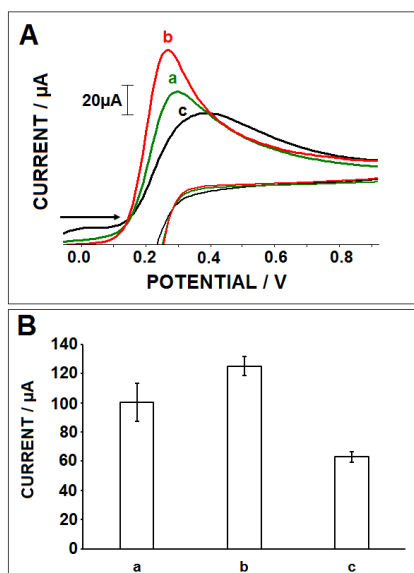 A
b
a
20µA
c
CURRENT / µA
0.0 0.2 0.4 0.6 0.8
POTENTIAL / V
B
140
120
100
80
60
40
20
0
CURRENT / µA
a b c